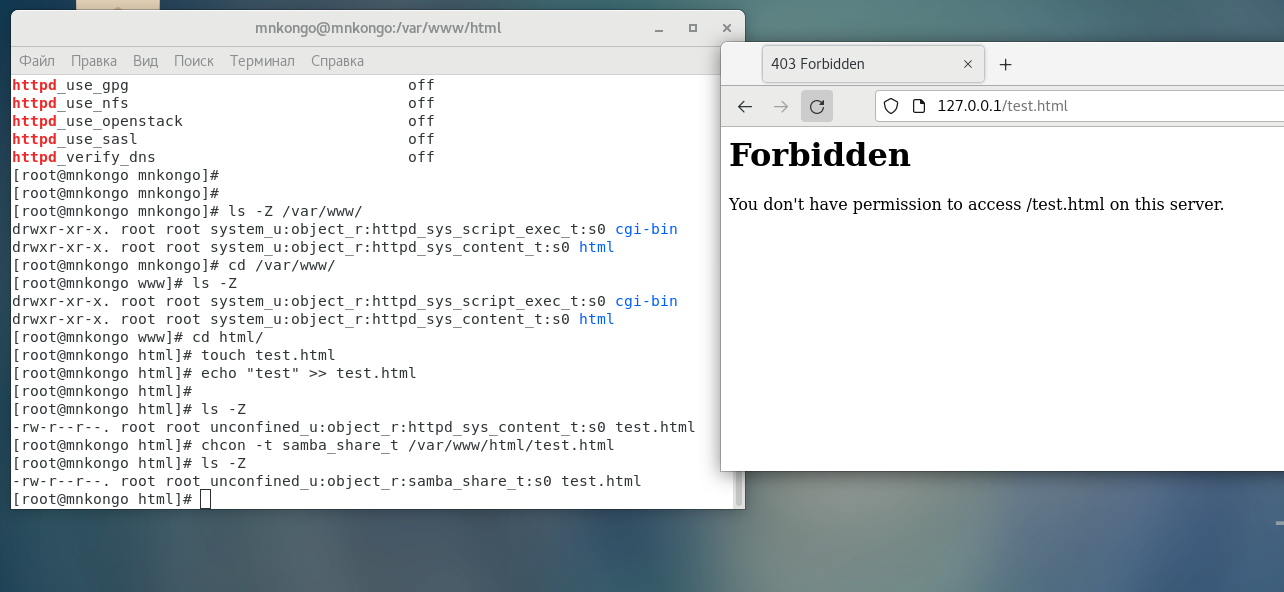 mnkongo@mnkongo:/var/www/html
Файл Правка Вид Поиск Терминал Справка
httpd_use_gpg off
httpd_use_nfs off
httpd_use_openstack off
httpd_use_sasl off
httpd_verify_dns off
[root@mnkongo mnkongo]#
[root@mnkongo mnkongo]#
[root@mnkongo mnkongo]# ls -Z /var/www/
drwxr-xr-x. root root system_u:object_r:httpd_sys_script_exec_t:s0 cgi-bin
drwxr-xr-x. root root system_u:object_r:httpd_sys_content_t:s0 html
[root@mnkongo mnkongo]# cd /var/www/
[root@mnkongo www]# ls -Z
drwxr-xr-x. root root system_u:object_r:httpd_sys_script_exec_t:s0 cgi-bin
drwxr-xr-x. root root system_u:object_r:httpd_sys_content_t:s0 html
[root@mnkongo www]# cd html/
[root@mnkongo html]# touch test.html
[root@mnkongo html]# echo "test" >> test.html
[root@mnkongo html]#
[root@mnkongo html]# ls -Z
-rw-r--r--. root root unconfined_u:object_r:httpd_sys_content_t:s0 test.html
[root@mnkongo html]# chcon -t samba_share_t /var/www/html/test.html
[root@mnkongo html]# ls -Z
-rw-r--r--. root root unconfined_u:object_r:samba_share_t:s0 test.html
[root@mnkongo html]#
403 Forbidden
127.0.0.1/test.html
Forbidden
You don't have permission to access /test.html on this server.